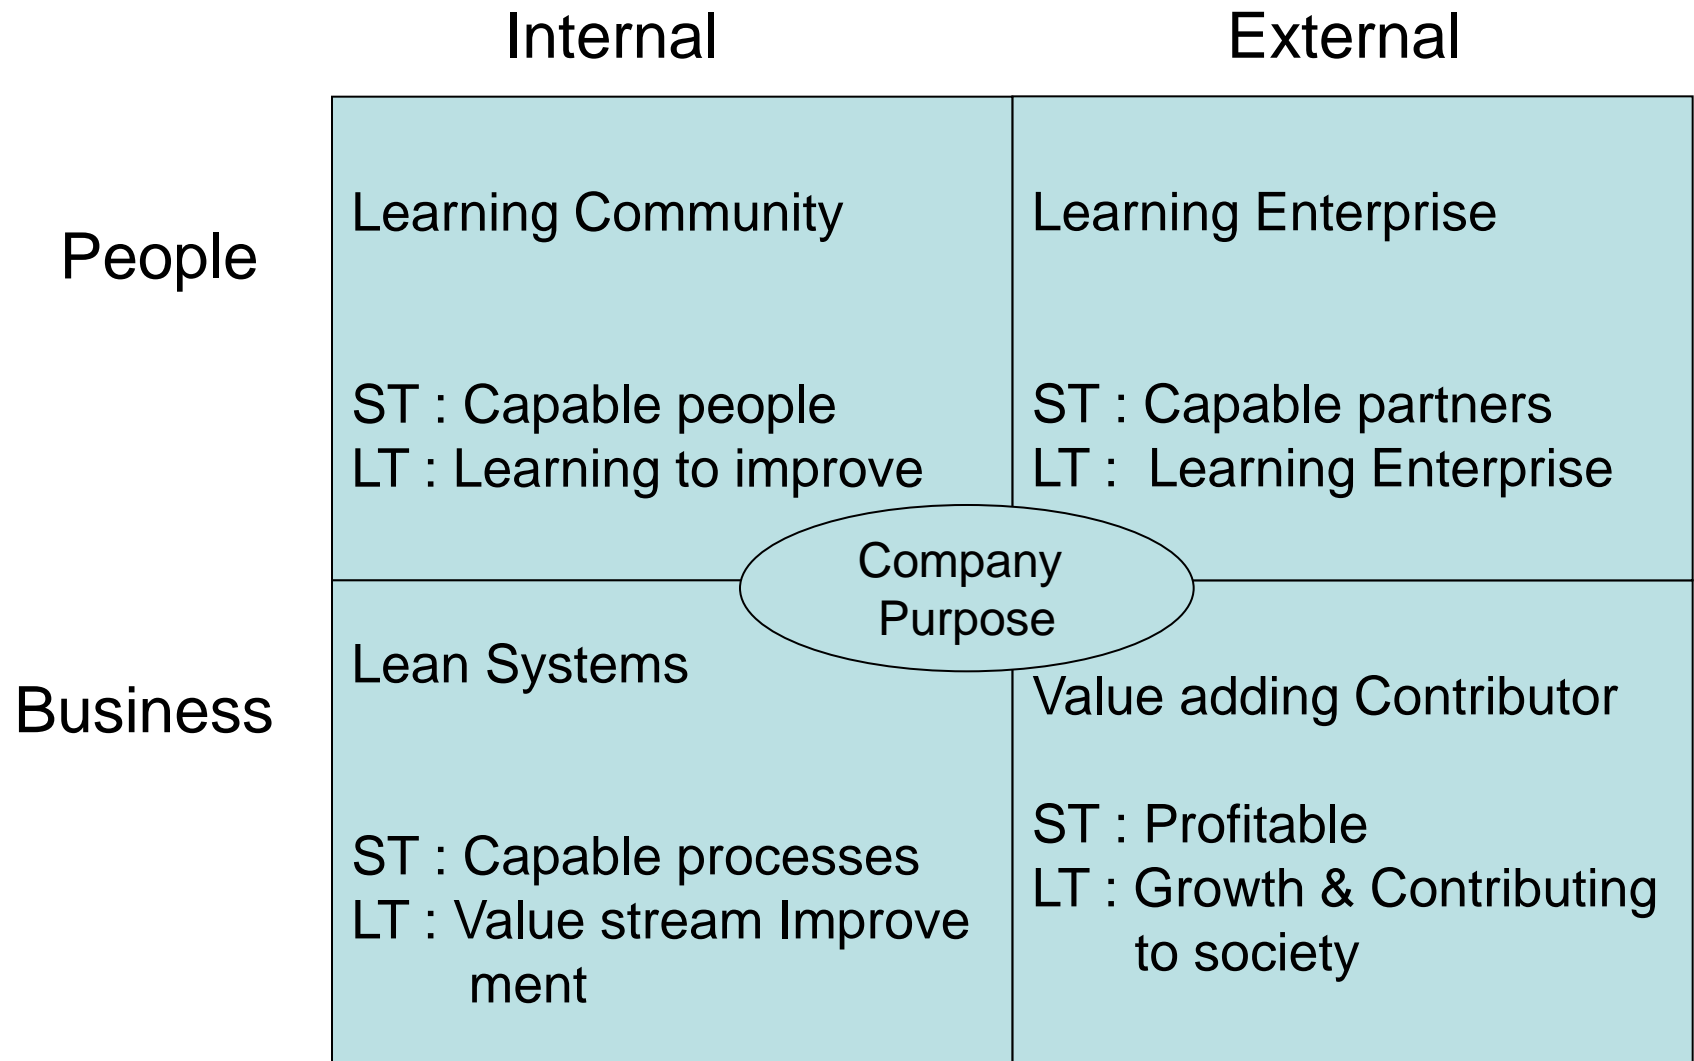 Internal
External
People
Learning Community
ST : Capable people
LT : Learning to improve
Learning Enterprise
ST : Capable partners
LT :  Learning Enterprise
Company
Purpose
Business
Lean Systems
ST : Capable processes
LT : Value stream Improve
ment
Value adding Contributor
ST : Profitable
LT : Growth & Contributing
to society